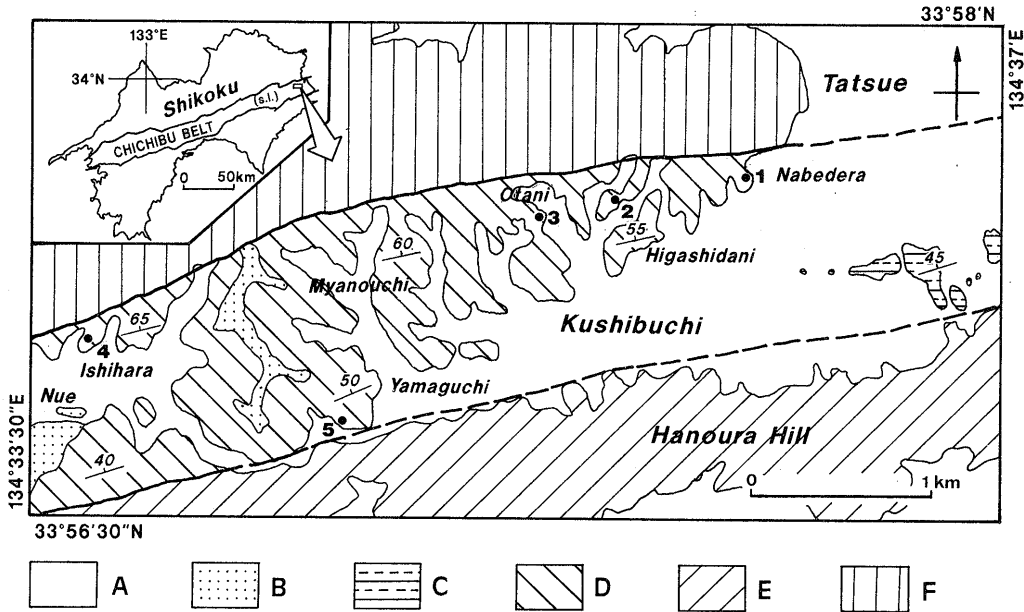 33°58'N
134°37'E
133°E
34°N
Shikoku
(s.l.)
CHICHIBU BELT
0 50km
Tatsue
1 Nabedera
Otani
2
3
55
Higashidani
60
45
Myanouchi
Kushibuchi
65
4
Ishihara
50
Yamaguchi
Nue
5
Hanoura Hill
40
0 1km
134°33'30"E
33°56'30"N
A B C D E F